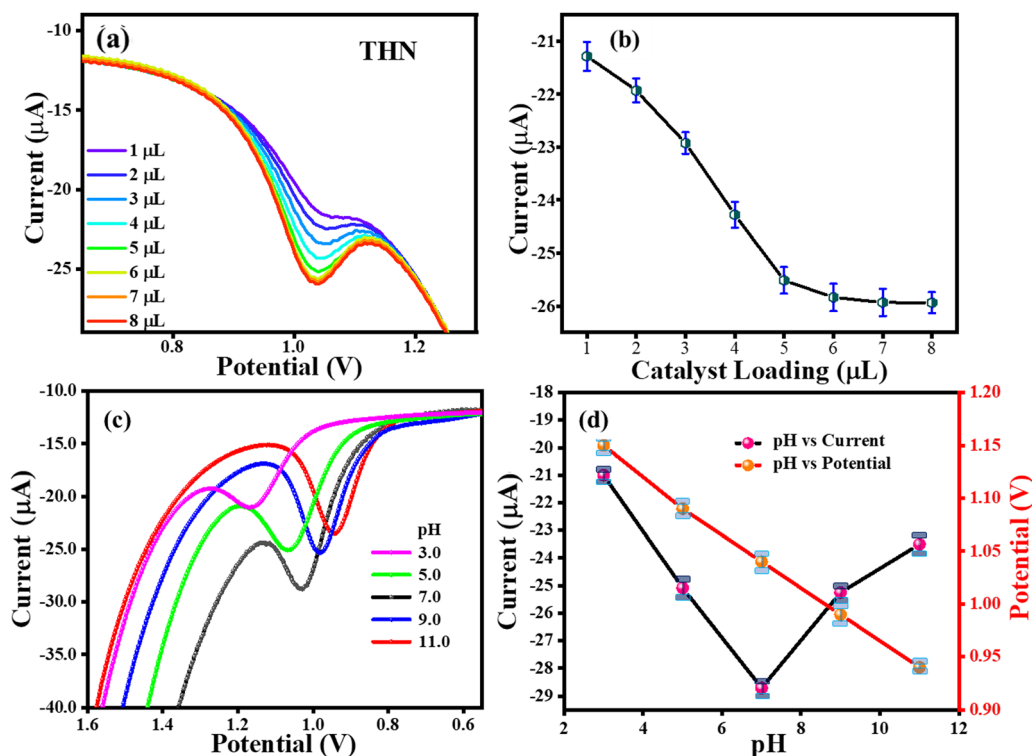 (a)
THN
Current (μA)
-10
-15
-20
-25
1 μL
2 μL
3 μL
4 μL
5 μL
6 μL
7 μL
8 μL
0.8
1.0
1.2
Potential (V)
(b)
Current (μA)
-21
-22
-23
-24
-25
-26
1 2 3 4 5 6 7 8
Catalyst Loading (μL)
(c)
Current (μA)
-10.0
-15.0
-20.0
-25.0
-30.0
-35.0
-40.0
pH
3.0
5.0
7.0
9.0
11.0
1.6 1.4 1.2 1.0 0.8 0.6
Potential (V)
(d)
Current (μA)
-18
-19
-20
-21
-22
-23
-24
-25
-26
-27
-28
-29
pH vs Current
pH vs Potential
1.20
1.15
1.10
1.05
1.00
0.95
0.90
Potential (V)
2 4 6 8 10 12
pH